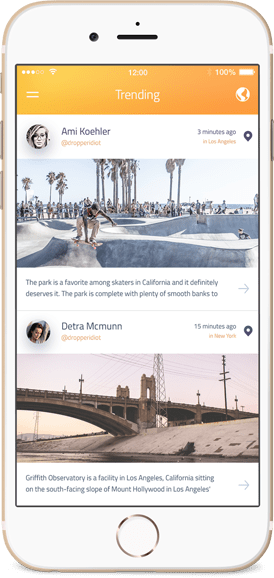 12:00
100%
Trending
Ami Koehler
3 minutes ago
@droppendiot
in Los Angeles
The park is a favorite among skaters in California and it definitely
deserves it. The park is complete with plenty of smooth banks to
Detra Mcmunn
15 minutes ago
@droppendiot
in New York
Griffith Observatory is a facility in Los Angeles, California sitting
on the south-facing slope of Mount Hollywood in Los Angeles'